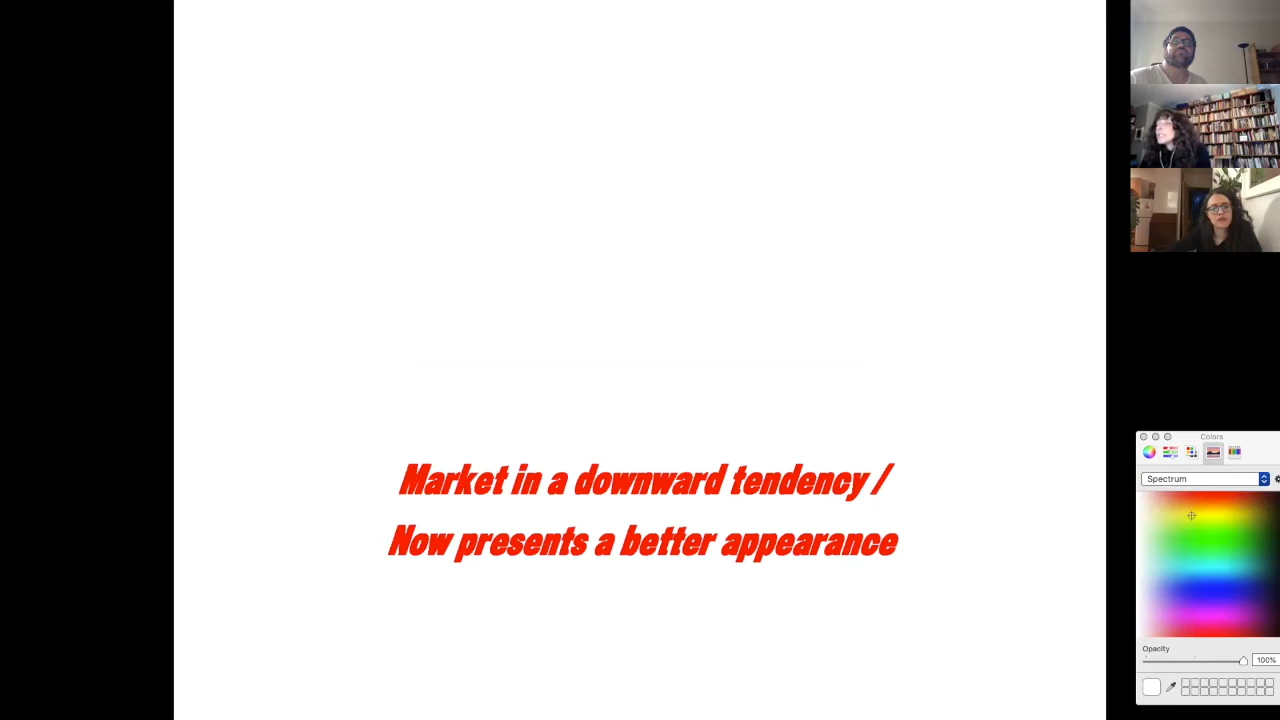 Market in a downward tendency /
Now presents a better appearance
Colors
Spectrum
Opacity
100%